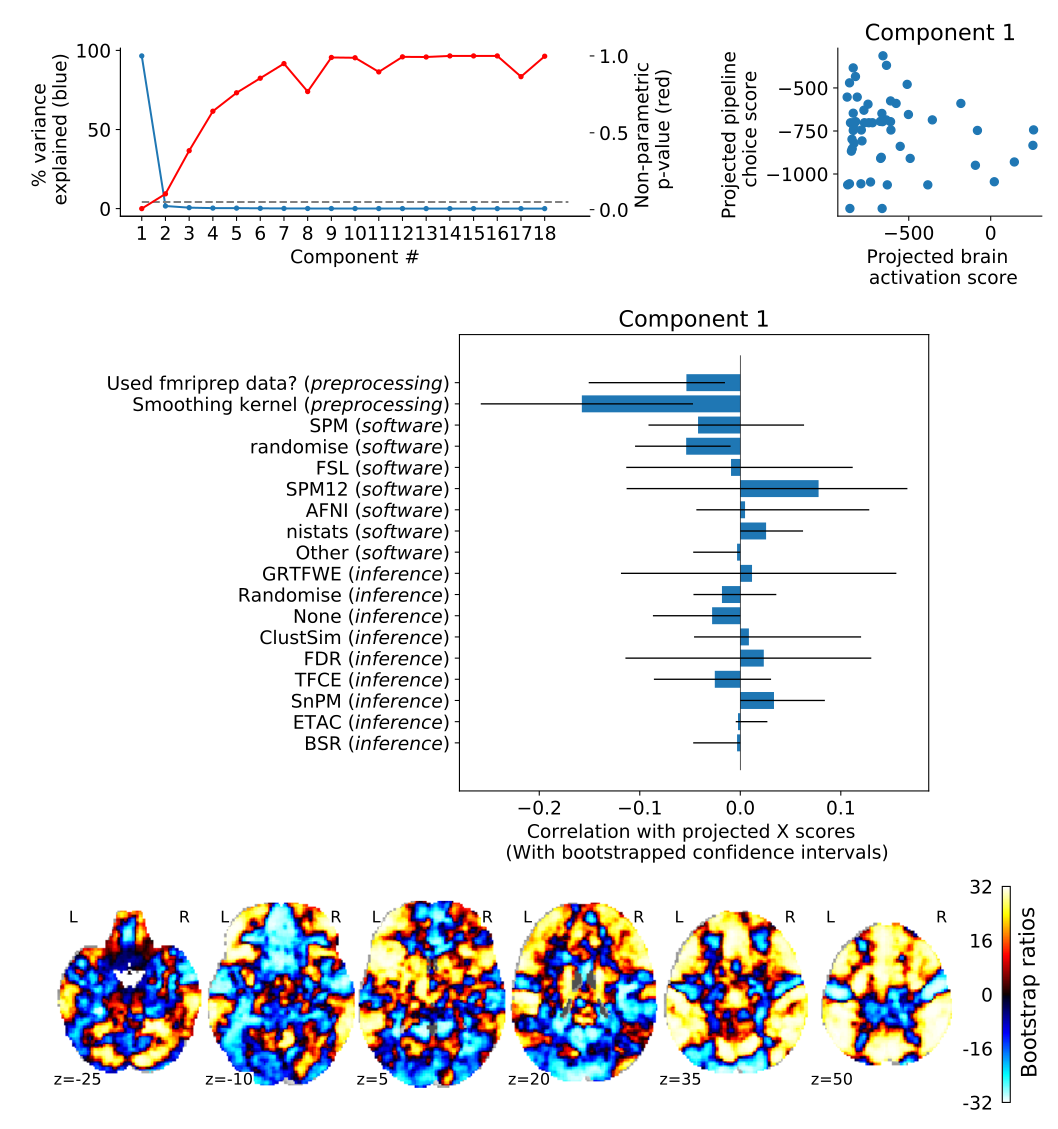 % variance
explained (blue)
100
50
0
1.0
0.5
0.0
Non-parametric
p-value (red)
1 2 3 4 5 6 7 8 9 10 11 12 13 14 15 16 17 18
Component #
Component 1
Projected pipeline
choice score
−500
−750
−1000
−500 0
Projected brain
activation score
Component 1
Used fmriprep data? (preprocessing)
Smoothing kernel (preprocessing)
SPM (software)
randomise (software)
FSL (software)
SPM12 (software)
AFNI (software)
nistats (software)
Other (software)
GRTFWE (inference)
Randomise (inference)
None (inference)
ClustSim (inference)
FDR (inference)
TFCE (inference)
SnPM (inference)
ETAC (inference)
BSR (inference)
−0.2 −0.1 0.0 0.1
Correlation with projected X scores
(With bootstrapped confidence intervals)
L R L R L R L R L R L R
z=-25 z=-10 z=5 z=20 z=35 z=50
32
16
0
-16
-32
Bootstrap ratios